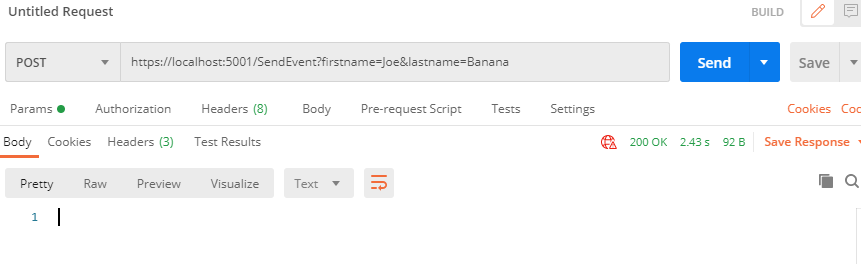 Untitled Request BUILD
POST https://localhost:5001/SendEvent?firstname=Joe&lastname=Banana Send Save
Params Authorization Headers (8) Body Pre-request Script Tests Settings Cookies Coc
Body Cookies Headers (3) Test Results 200 OK 2.43 s 92 B Save Response
Pretty Raw Preview Visualize Text
1